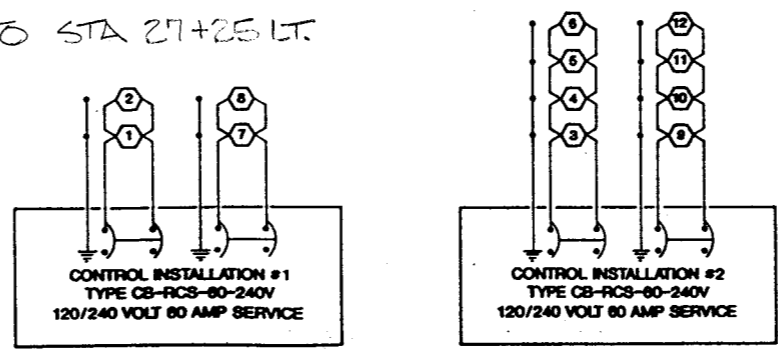 O STA 27+25 LT.
2
1
8
7
6
5
4
3
12
11
10
9
CONTROL INSTALLATION #1
TYPE CB-RCS-60-240V
120/240 VOLT 60 AMP SERVICE
CONTROL INSTALLATION #2
TYPE CB-RCS-60-240V
120/240 VOLT 60 AMP SERVICE